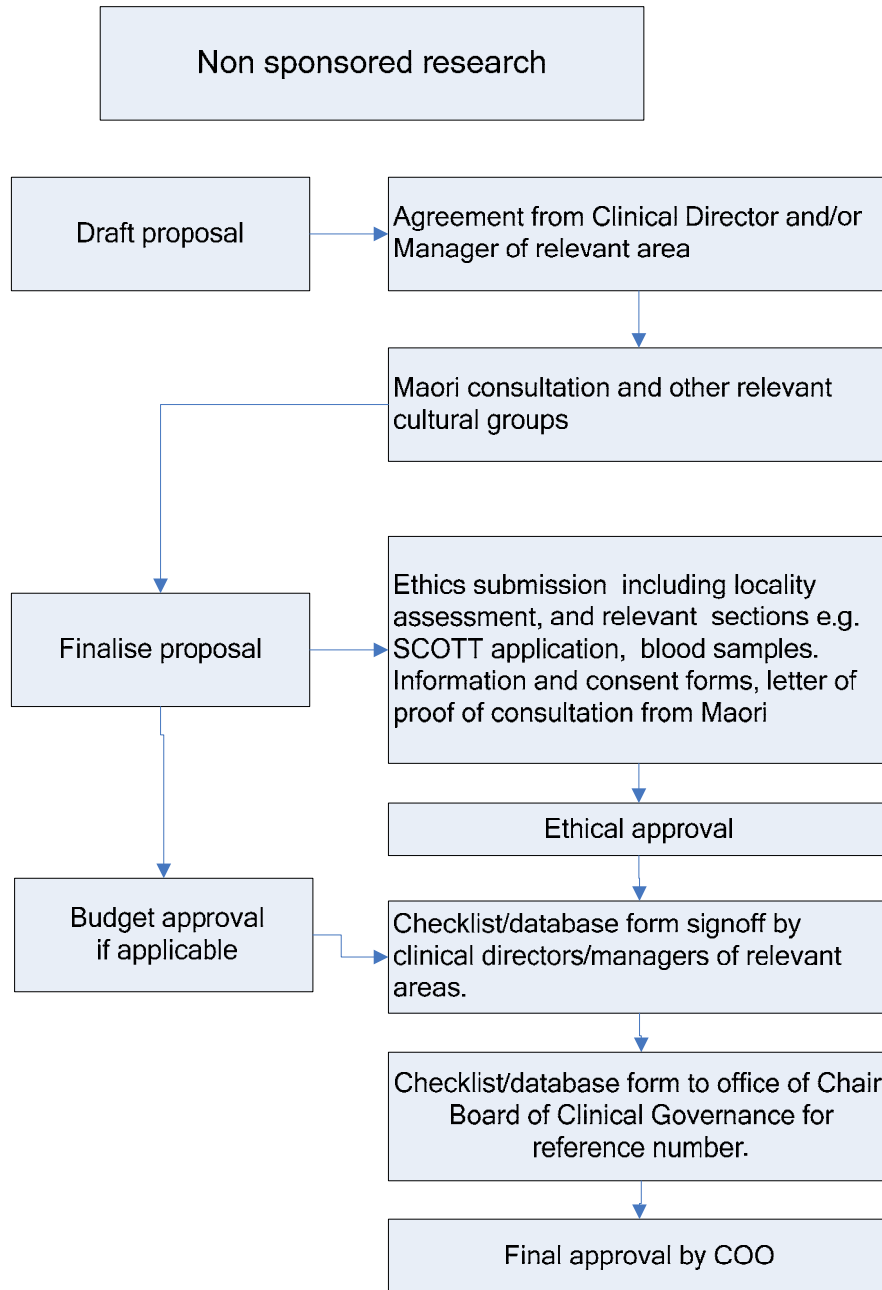 Non sponsored research
Draft proposal
Agreement from Clinical Director and/or
Manager of relevant area
Maori consultation and other relevant
cultural groups
Finalise proposal
Ethics submission including locality
assessment, and relevant sections e.g.
SCOTT application, blood samples.
Information and consent forms, letter of
proof of consultation from Maori
Ethical approval
Budget approval
if applicable
Checklist/database form signoff by
clinical directors/managers of relevant
areas.
Checklist/database form to office of Chair
Board of Clinical Governance for
reference number.
Final approval by COO